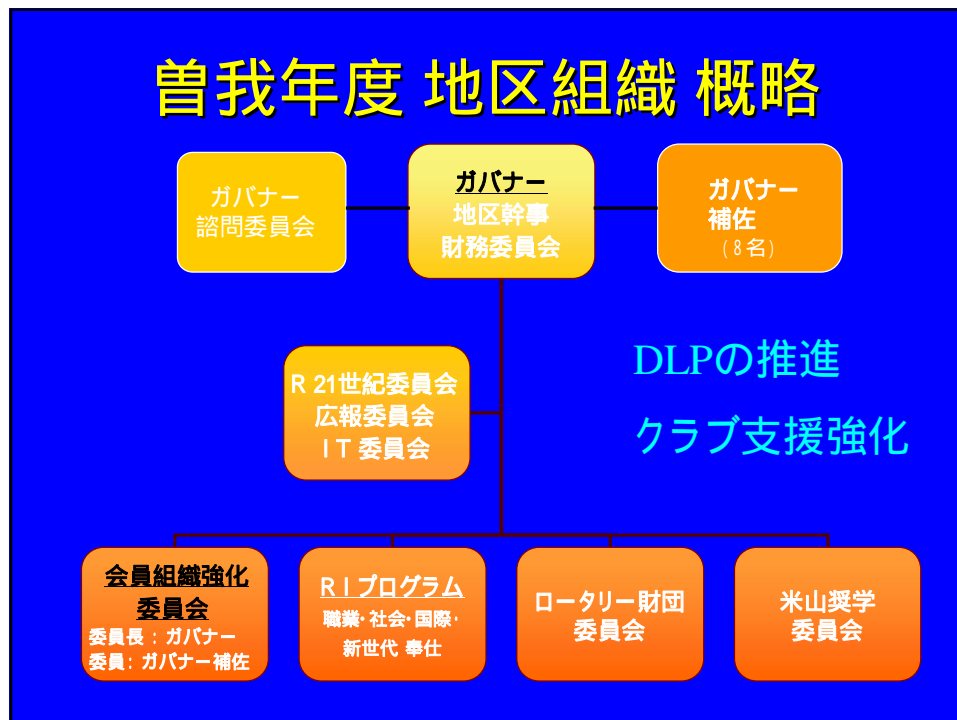 曽我年度 地区組織 概略
ガバナー
諮問委員会
ガバナー
地区幹事
財務委員会
ガバナー
補佐
(8名)
R 21世紀委員会
広報委員会
IT 委員会
DLPの推進
クラブ支援強化
会員組織強化
委員会
委員長:ガバナー
委員:ガバナー補佐
RIプログラム
職業・社会・国際・
新世代 奉仕
ロータリー財団
委員会
米山奨学
委員会